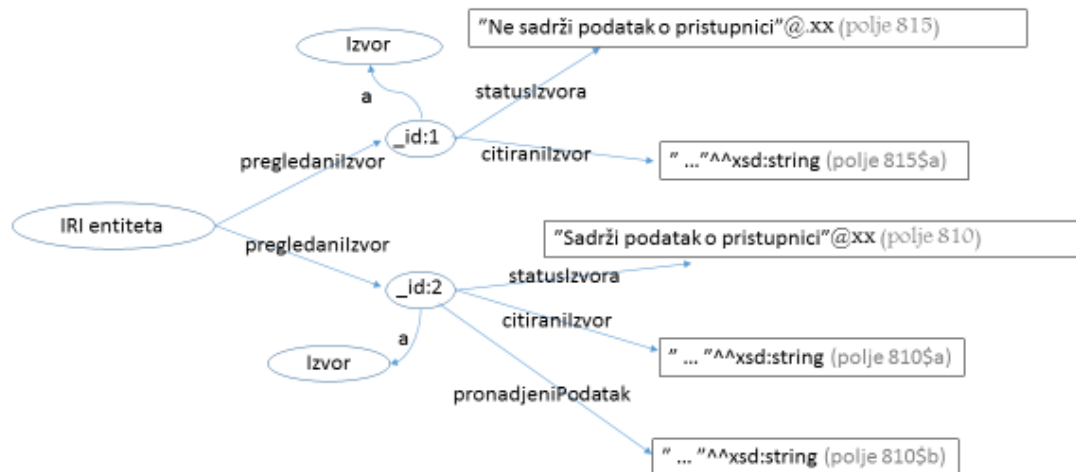 "Ne sadrži podatak o pristupnici"@.xx (polje 815)
Izvor
a
statusIzvora
_id:1
citiraniIzvor
" ..."^^xsd:string (polje 815$a)
pregledaniIzvor
IRI entiteta
pregledaniIzvor
"Sadrži podatak o pristupnici"@xx (polje 810)
statusIzvora
_id:2
citiraniIzvor
a
Izvor
" ... "^^xsd:string (polje 810$a)
pronadjeniPodatak
" ... "^^xsd:string (polje 810$b)